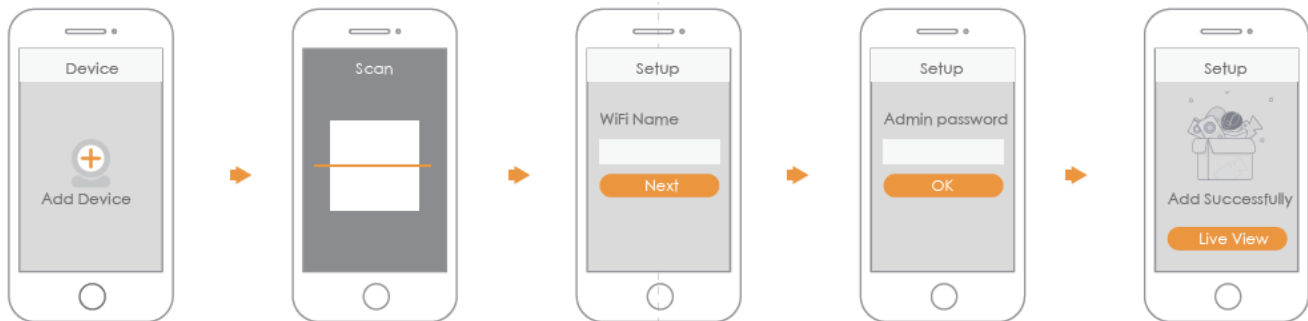 Device
Add Device
Scan
Setup
WiFi Name
Next
Setup
Admin password
OK
Setup
Add Successfully
Live View